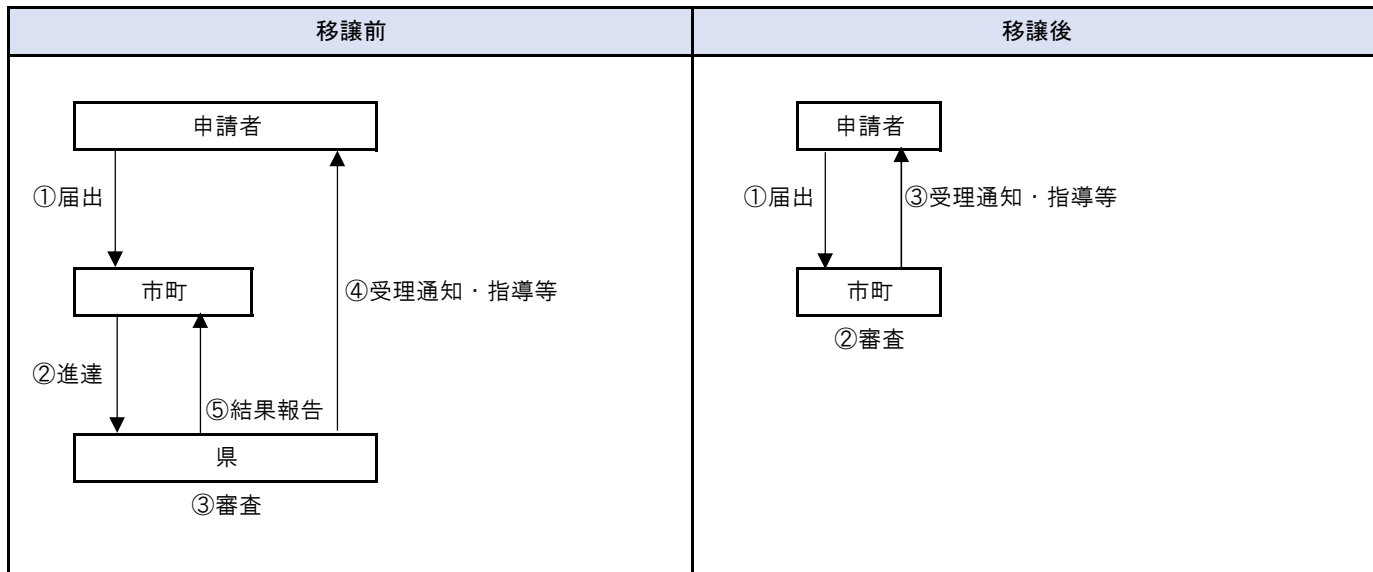 移譲前
移譲後
申請者
①届出
市町
④受理通知・指導等
②進達
⑤結果報告
県
③審査
申請者
①届出
③受理通知・指導等
市町
②審査